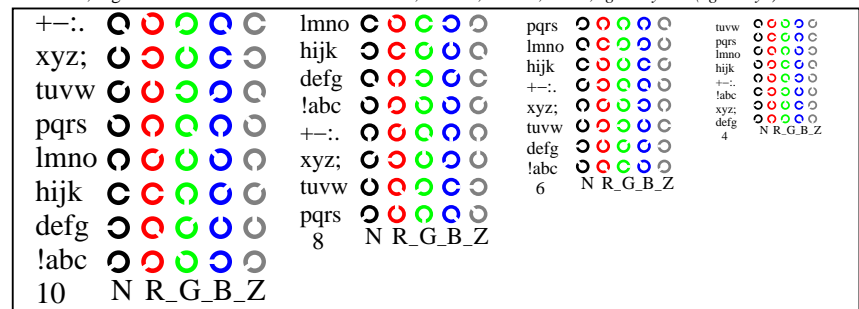 +−:.
xyz;
tuvw
pqrs
lmno
hijk
defg
!abc
10 N R_G_B_Z
lmno
hijk
defg
!abc
+−:.
xyz;
tuvw
pqrs
8 N R_G_B_Z
pqrs
lmno
hijk
+−:.
xyz;
tuvw
defg
!abc
6 N R_G_B_Z
tuvw
pqrs
lmno
hijk
+−:.
!abc
xyz;
defg
4 N R_G_B_Z